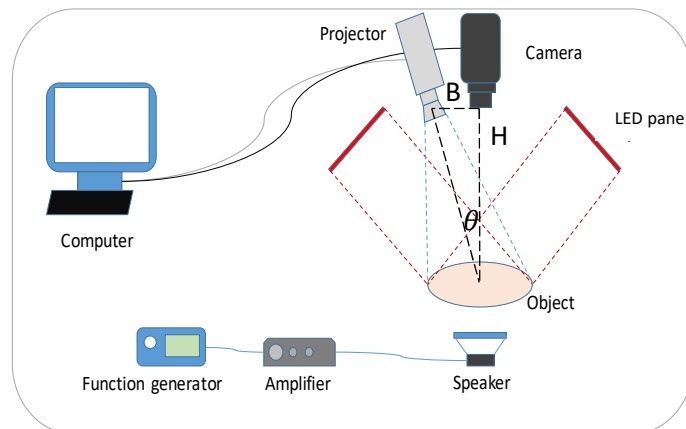 Projector
Camera
B
H
LED pane
θ
Computer
Object
Function generator
Amplifier
Speaker